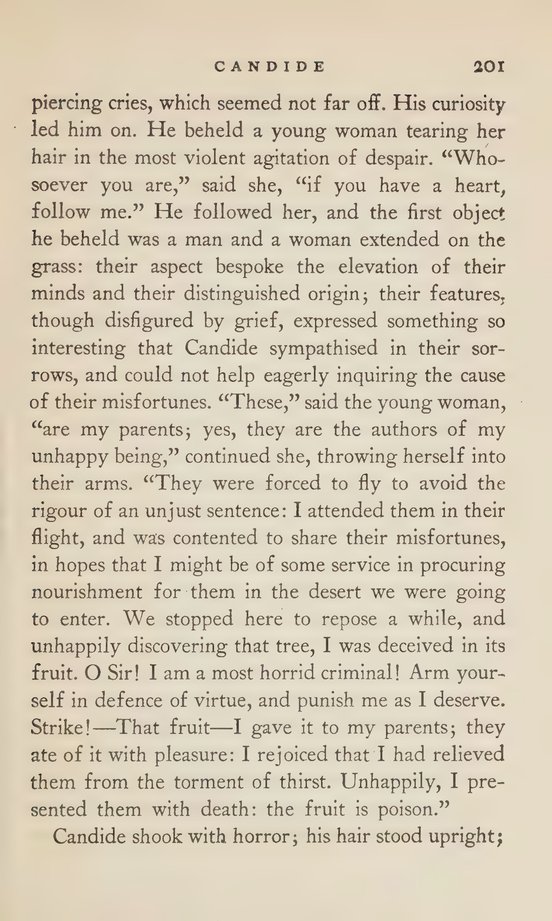 CANDIDE 201
piercing cries, which seemed not far off. His curiosity
led him on. He beheld a young woman tearing her
hair in the most violent agitation of despair. “Who-
soever you are,” said she, “if you have a heart,
follow me.” He followed her, and the first object
he beheld was a man and a woman extended on the
grass: their aspect bespoke the elevation of their
minds and their distinguished origin; their features,
though disfigured by grief, expressed something so
interesting that Candide sympathised in their sor-
rows, and could not help eagerly inquiring the cause
of their misfortunes. “These,” said the young woman,
“are my parents; yes, they are the authors of my
unhappy being,” continued she, throwing herself into
their arms. “They were forced to fly to avoid the
rigour of an unjust sentence: I attended them in their
flight, and was contented to share their misfortunes,
in hopes that I might be of some service in procuring
nourishment for them in the desert we were going
to enter. We stopped here to repose a while, and
unhappily discovering that tree, I was deceived in its
fruit. O Sir! I am a most horrid criminal! Arm your-
self in defence of virtue, and punish me as I deserve.
Strike!—That fruit—I gave it to my parents; they
ate of it with pleasure: I rejoiced that I had relieved
them from the torment of thirst. Unhappily, I pre-
sented them with death: the fruit is poison.”
Candide shook with horror; his hair stood upright;